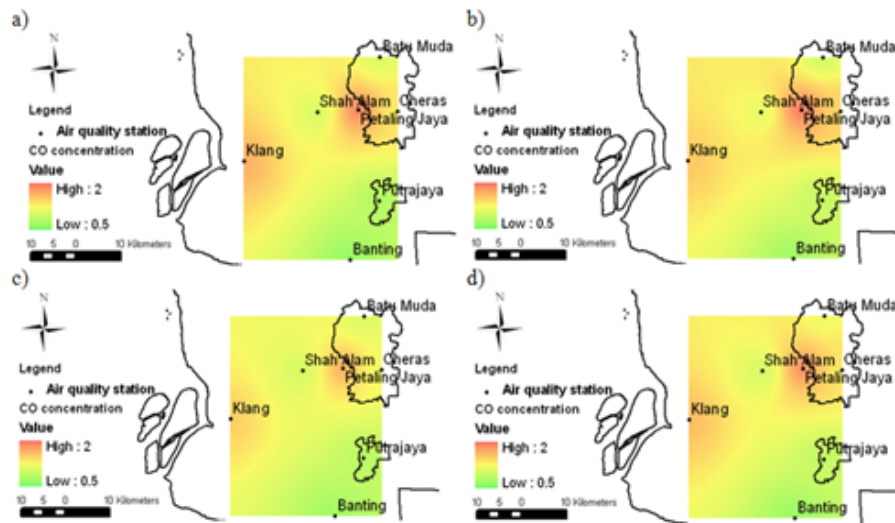 a)
N
Batu Muda
Shah Alam Cheras
Petaling Jaya
Klang
Putrajaya
Banting
Legend
Air quality station
CO concentration
Value
High : 2
Low : 0.5
10 5 0 10 Kilometers
b)
N
Batu Muda
Shah Alam Cheras
Petaling Jaya
Klang
Putrajaya
Banting
Legend
Air quality station
CO concentration
Value
High : 2
Low : 0.5
10 5 0 10 Kilometers
c)
N
Batu Muda
Shah Alam Cheras
Petaling Jaya
Klang
Putrajaya
Banting
Legend
Air quality station
CO concentration
Value
High : 2
Low : 0.5
10 5 0 10 Kilometers
d)
N
Batu Muda
Shah Alam Cheras
Petaling Jaya
Klang
Putrajaya
Banting
Legend
Air quality station
CO concentration
Value
High : 2
Low : 0.5
10 5 0 10 Kilometers